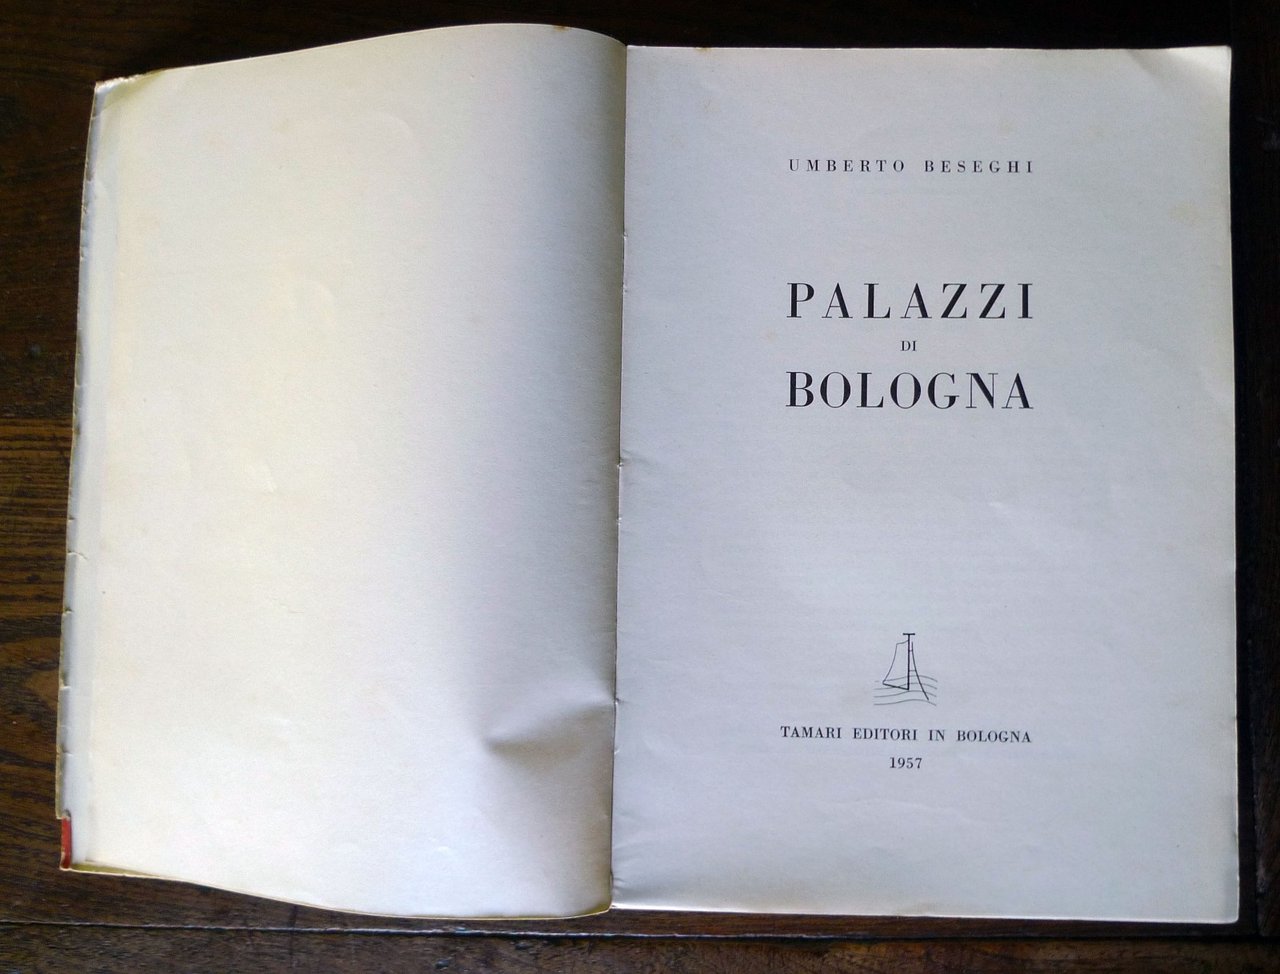 UMBERTO BESEGHI
PALAZZI
DI
BOLOGNA
TAMARI EDITORI IN BOLOGNA
1957